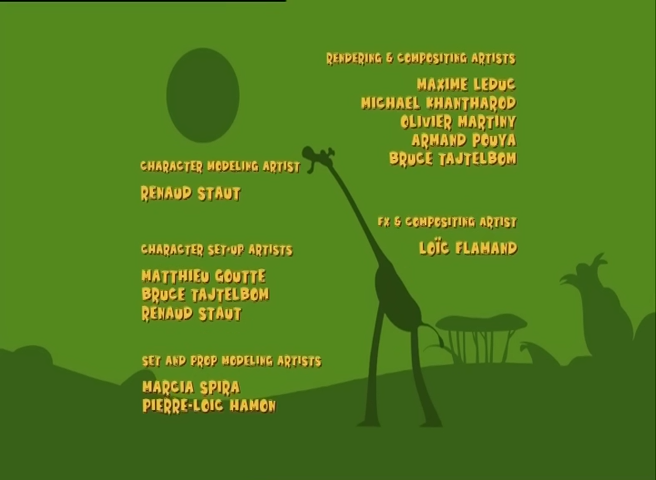 CHARACTER MODELING ARTIST
RENAUD STAUT
CHARACTER SET-UP ARTISTS
MATTHIEU GOUTTE
BRUCE TAJTELBOM
RENAUD STAUT
SET AND PROP MODELING ARTISTS
MARCIA SPIRA
PIERRE-LOIC HAMON
RENDERING & COMPOSITING ARTISTS
MAXIME LEDUC
MICHAEL KHANTHAROD
OLIVIER MARTINY
ARMAND POUYA
BRUCE TAJTELBOM
FX & COMPOSITING ARTIST
LOÏC FLAMAND